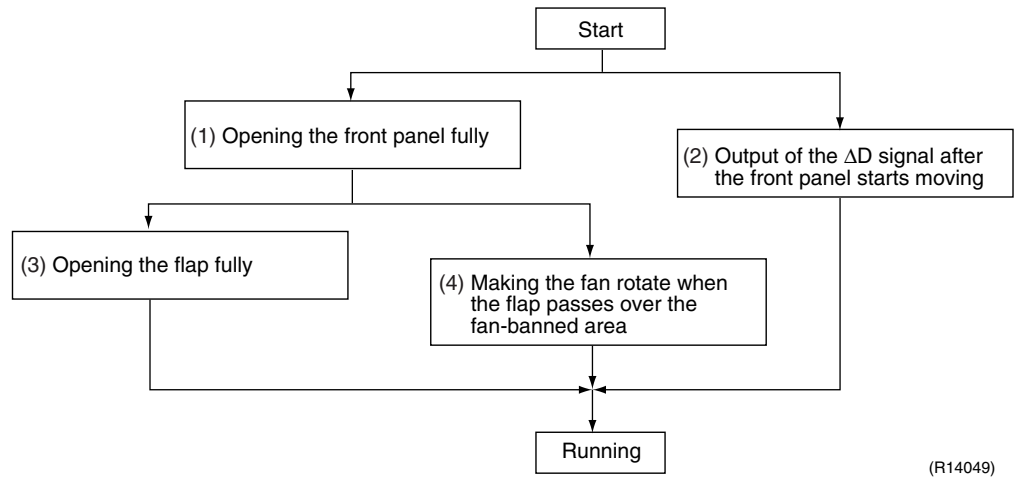 Start
(1) Opening the front panel fully
(2) Output of the ΔD signal after
the front panel starts moving
(3) Opening the flap fully
(4) Making the fan rotate when
the flap passes over the
fan-banned area
Running
(R14049)